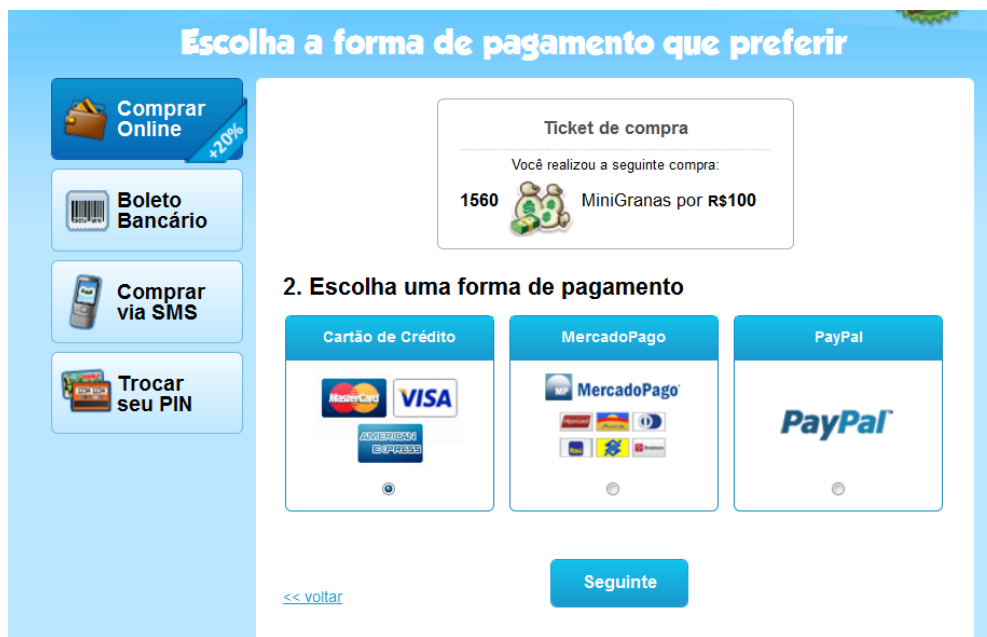 Escolha a forma de pagamento que preferir
Comprar
Online
+20%
Boleto
Bancário
Comprar
via SMS
Trocar
seu PIN
Ticket de compra
Você realizou a seguinte compra:
1560 MiniGranas por R$100
2. Escolha uma forma de pagamento
Cartão de Crédito
MasterCard
VISA
AMERICAN
EXPRESS
MercadoPago
MP MercadoPago
PayPal
PayPal
<< voltar
Seguinte